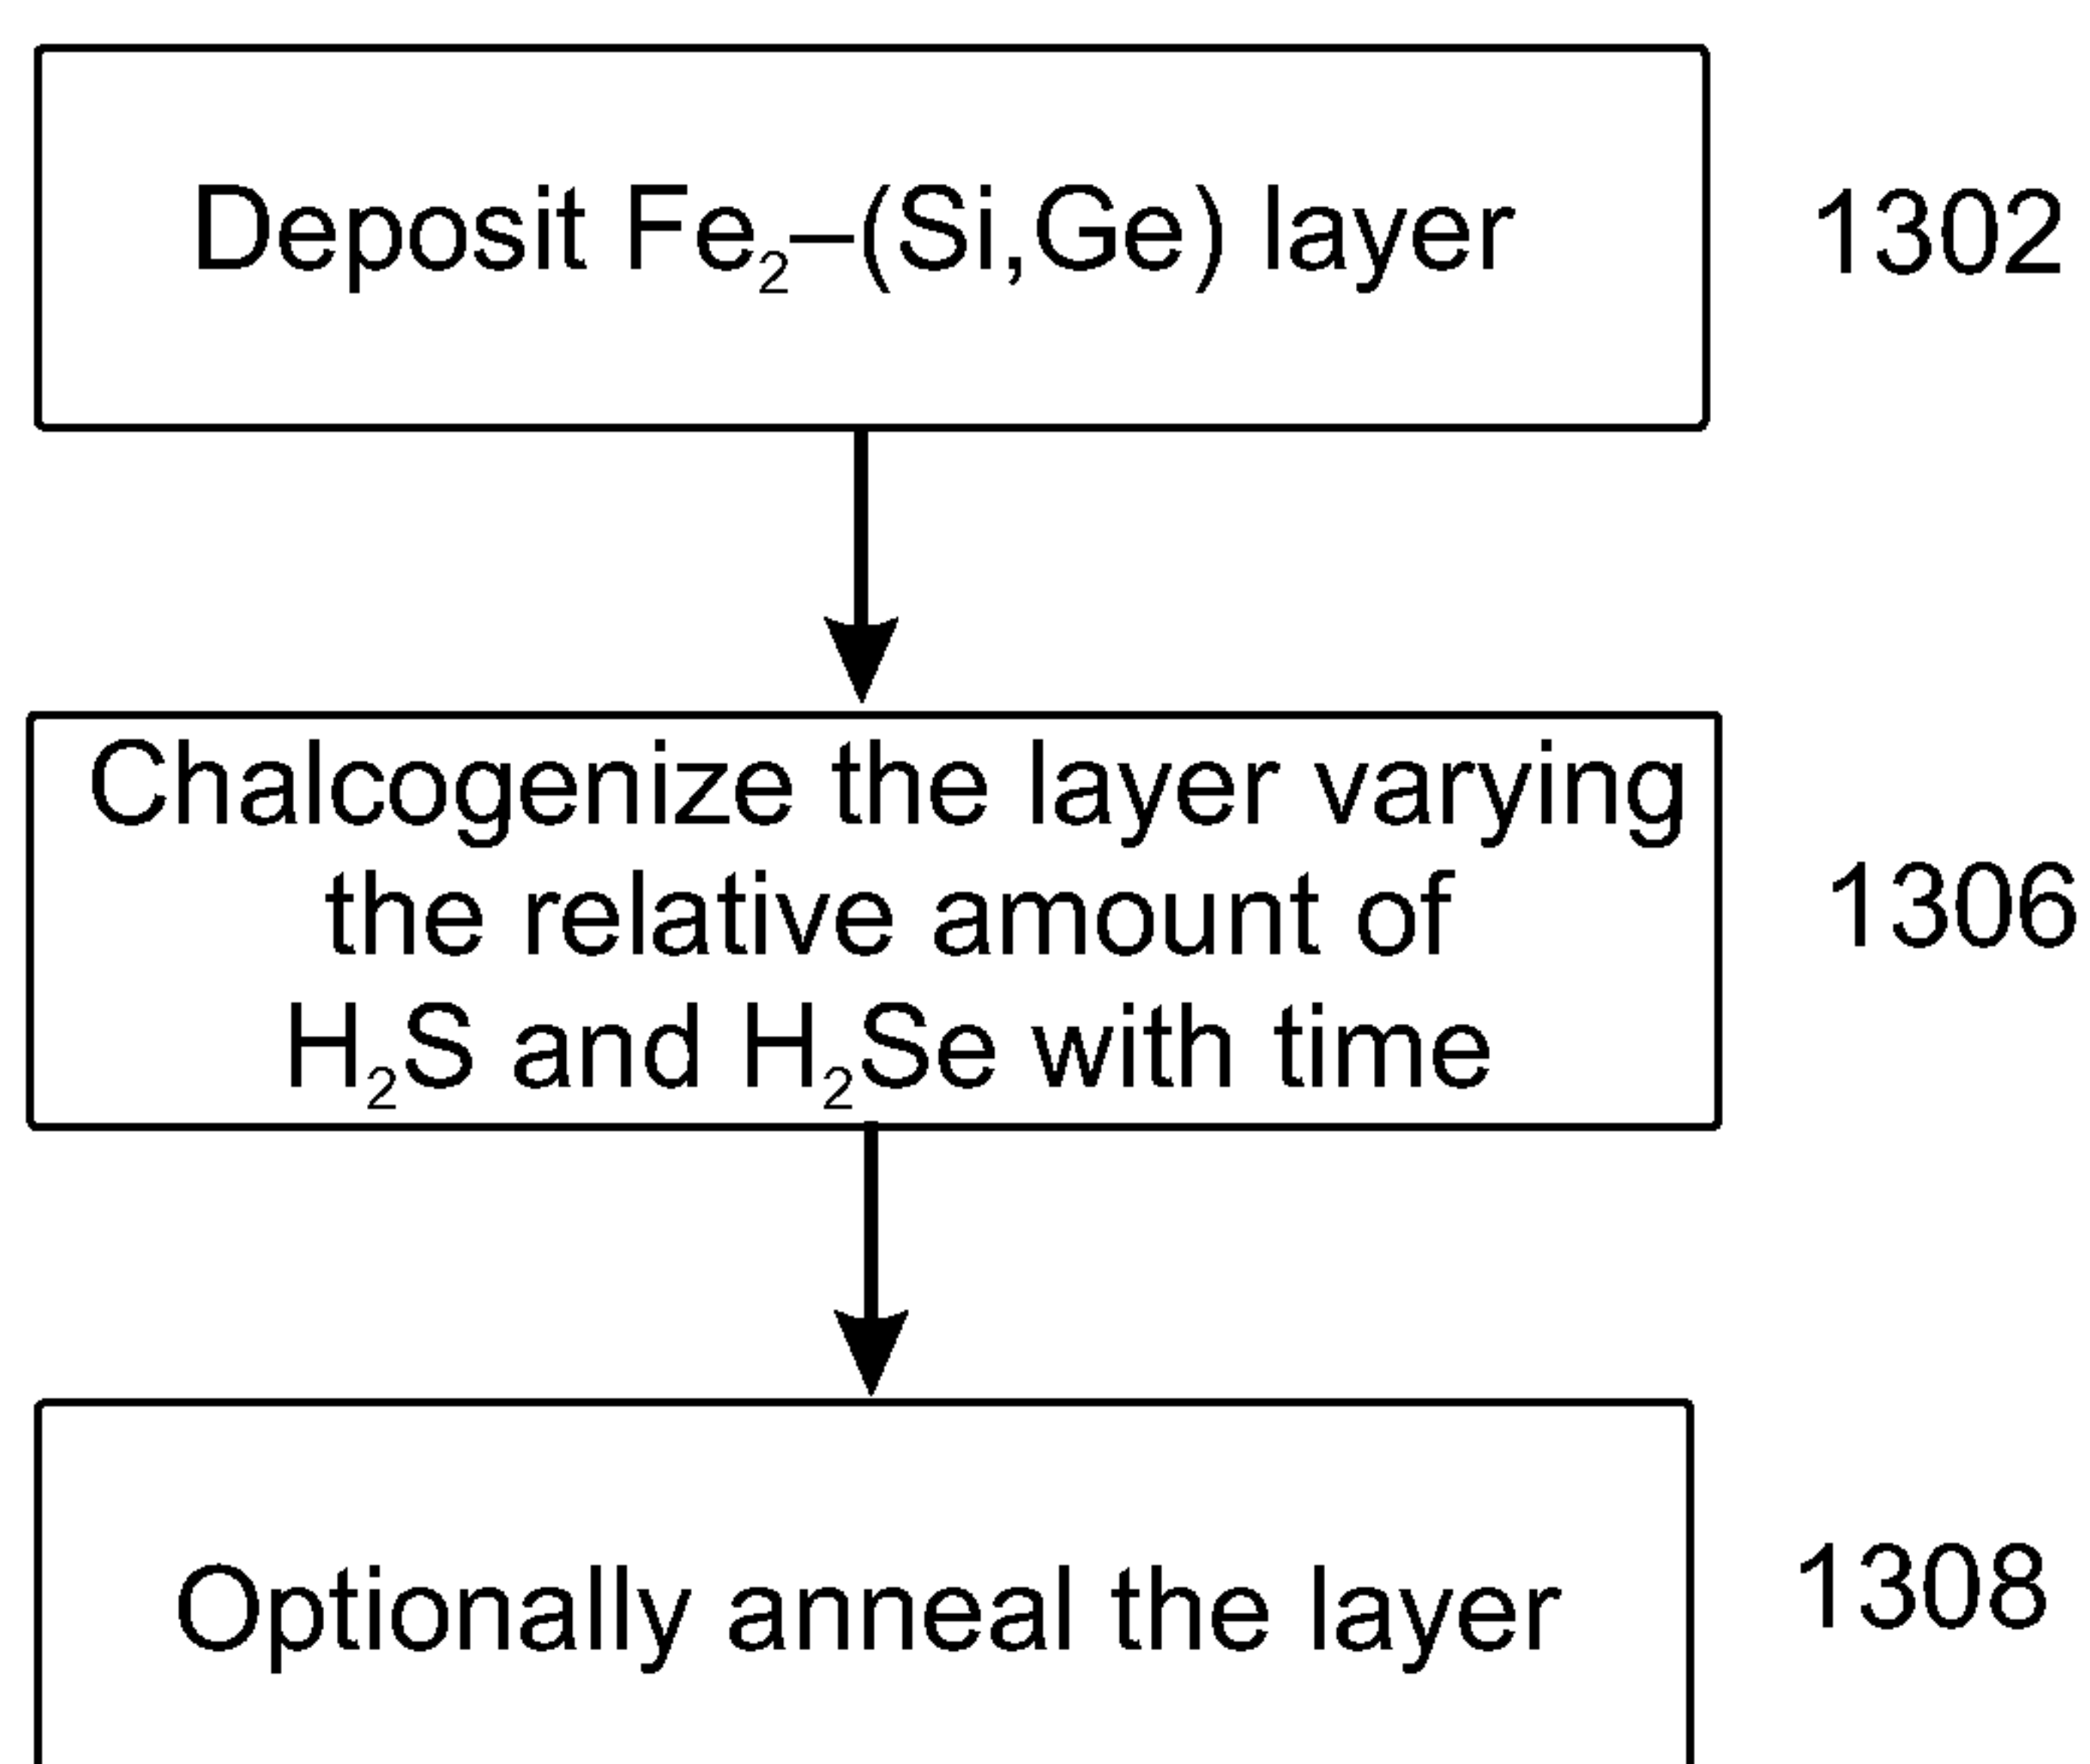 Deposit Fe₂–(Si,Ge) layer 1302
Chalcogenize the layer varying
the relative amount of 1306
H₂S and H₂Se with time
Optionally anneal the layer 1308